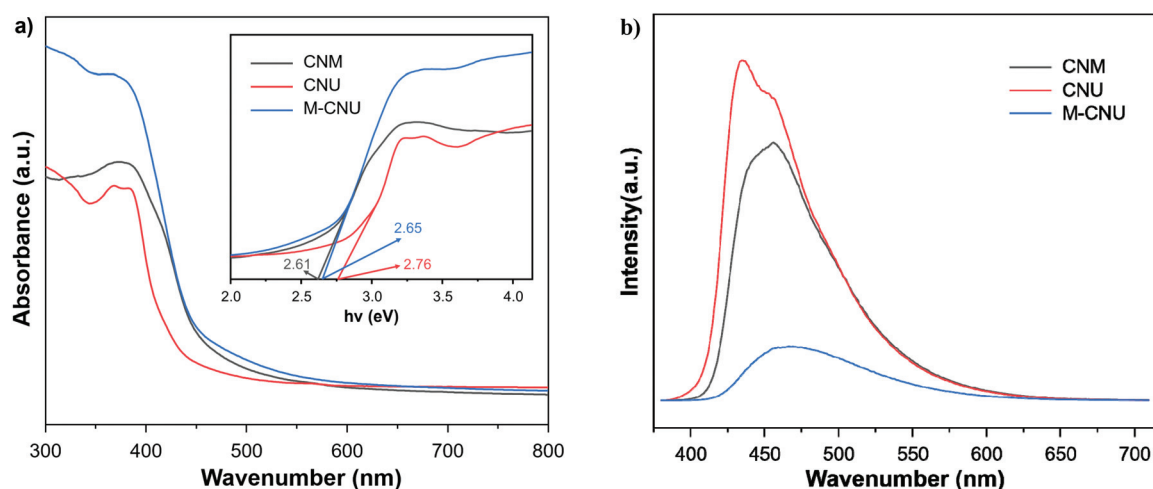 a)
CNM
CNU
M-CNU
2.61
2.65
2.76
2.0 2.5 3.0 3.5 4.0
hv (eV)
Absorbance (a.u.)
300 400 500 600 700 800
Wavenumber (nm)
b)
CNM
CNU
M-CNU
Intensity(a.u.)
400 450 500 550 600 650 700
Wavenumber (nm)